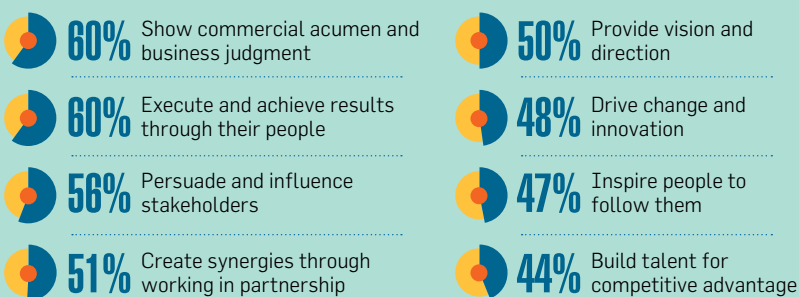 60% Show commercial acumen and
business judgment
60% Execute and achieve results
through their people
56% Persuade and influence
stakeholders
51% Create synergies through
working in partnership
50% Provide vision and
direction
48% Drive change and
innovation
47% Inspire people to
follow them
44% Build talent for
competitive advantage